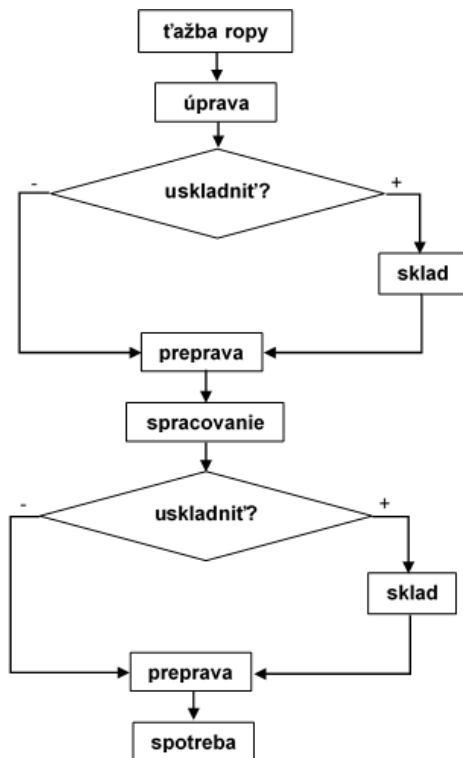 ťažba ropy
úprava
uskladniť?
-
+
sklad
preprava
spracovanie
uskladniť?
-
+
sklad
preprava
spotreba